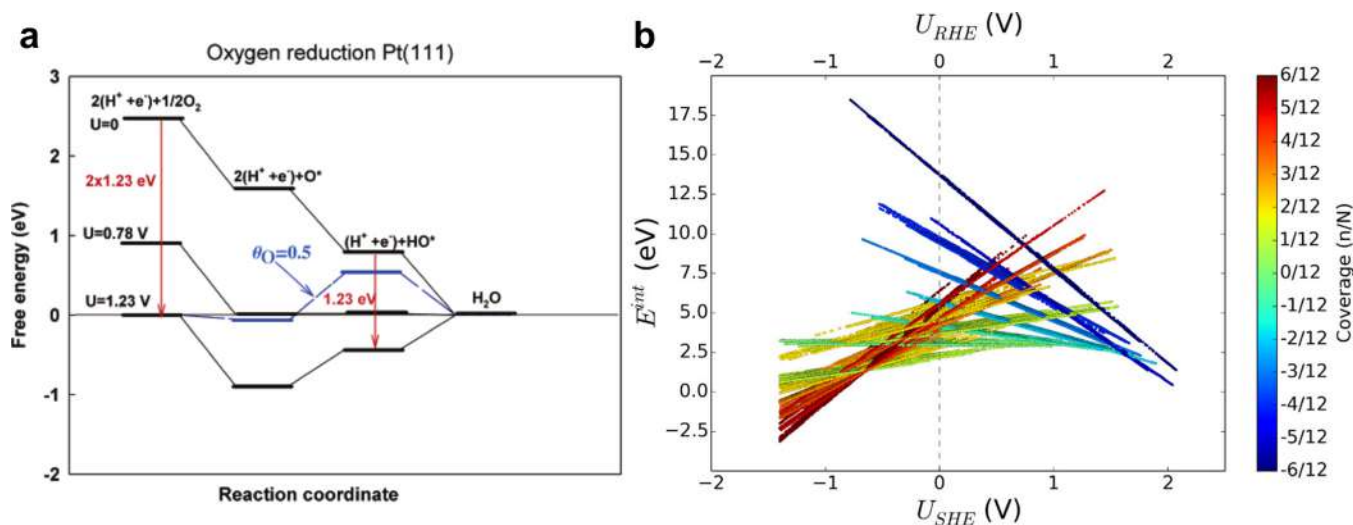 a
Oxygen reduction Pt(111)
Free energy (eV)
3
2
1
0
-1
-2
2(H⁺ +e⁻)+1/2O₂
U=0
2x1.23 eV
2(H⁺ +e⁻)+O*
U=0.78 V
θ_O=0.5
(H⁺ +e⁻)+HO*
1.23 eV
U=1.23 V
H₂O
Reaction coordinate
b
U_RHE (V)
−2 −1 0 1 2
E^int (eV)
17.5
15.0
12.5
10.0
7.5
5.0
2.5
0.0
−2.5
−2 −1 0 1 2
U_SHE (V)
6/12
5/12
4/12
3/12
2/12
1/12
0/12
-1/12
-2/12
-3/12
-4/12
-5/12
-6/12
Coverage (n/N)